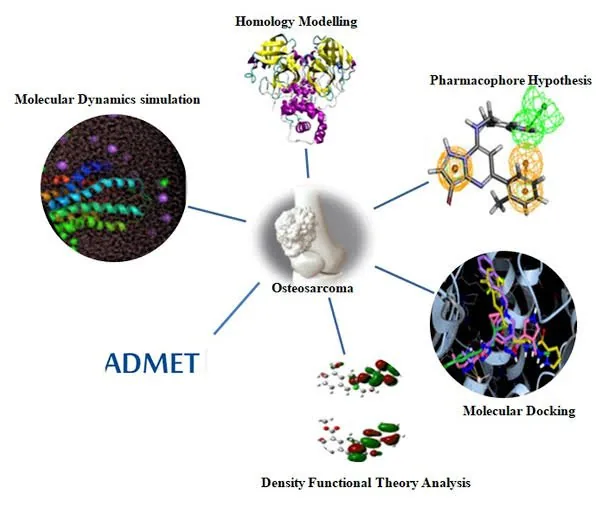 Homology Modelling
Pharmacophore Hypothesis
Molecular Dynamics simulation
Osteosarcoma
ADMET
Molecular Docking
Density Functional Theory Analysis